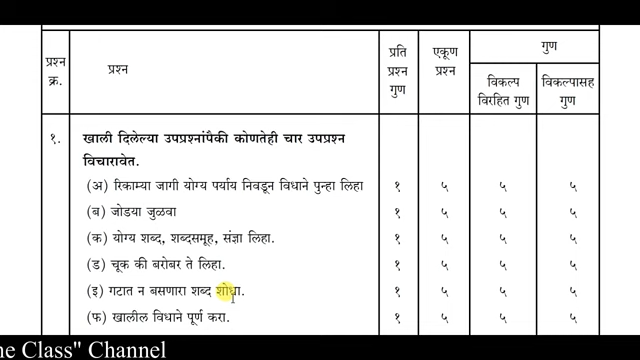 गुण
प्रश्न क्र.
प्रश्न
प्रति प्रश्न गुण
एकूण प्रश्न
विकल्प विरहित गुण
विकल्पासह गुण
१. खाली दिलेल्या उपप्रश्नांपैकी कोणतेही चार उपप्रश्न
विचारावेत.
(अ) रिकाम्या जागी योग्य पर्याय निवडून विधाने पुन्हा लिहा १ ५ ५ ५
(ब) जोडया जुळवा १ ५ ५ ५
(क) योग्य शब्द, शब्दसमूह, संज्ञा लिहा. १ ५ ५ ५
(ड) चूक की बरोबर ते लिहा. १ ५ ५ ५
(इ) गटात न बसणारा शब्द शोधा. १ ५ ५ ५
(फ) खालील विधाने पूर्ण करा. १ ५ ५ ५
ne Class" Channel